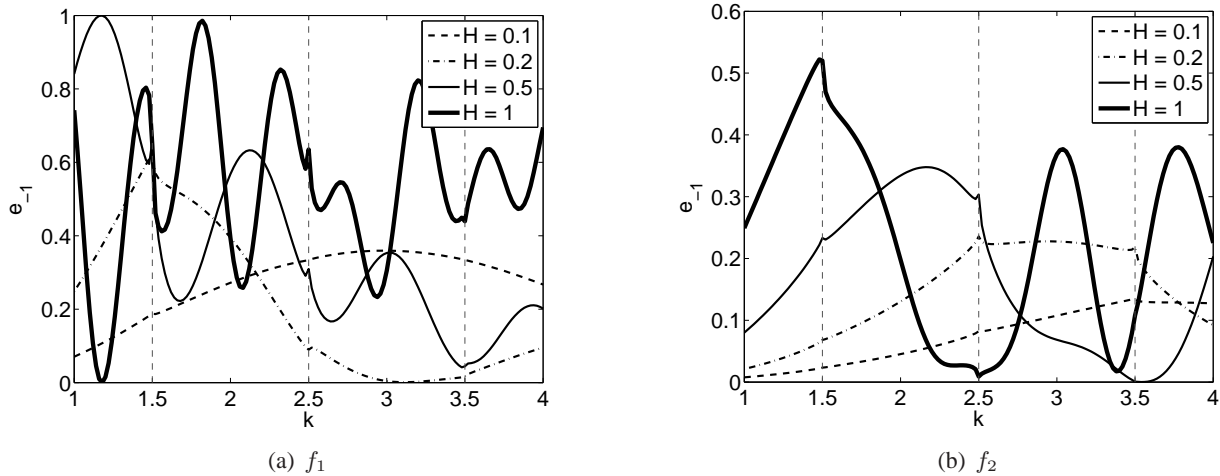 1
0.8
0.6
0.4
0.2
0
e_{-1}
1 1.5 2 2.5 3 3.5 4
k
H = 0.1
H = 0.2
H = 0.5
H = 1
(a) f_1
0.6
0.5
0.4
0.3
0.2
0.1
0
e_{-1}
1 1.5 2 2.5 3 3.5 4
k
H = 0.1
H = 0.2
H = 0.5
H = 1
(b) f_2